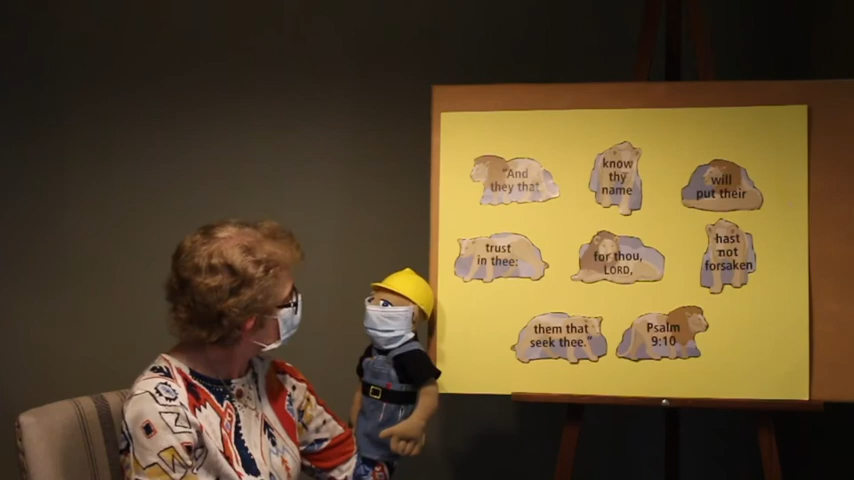 "And
they that
know
thy
name
will
put their
trust
in thee:
for thou,
LORD,
hast
not
forsaken
them that
seek thee."
Psalm
9:10